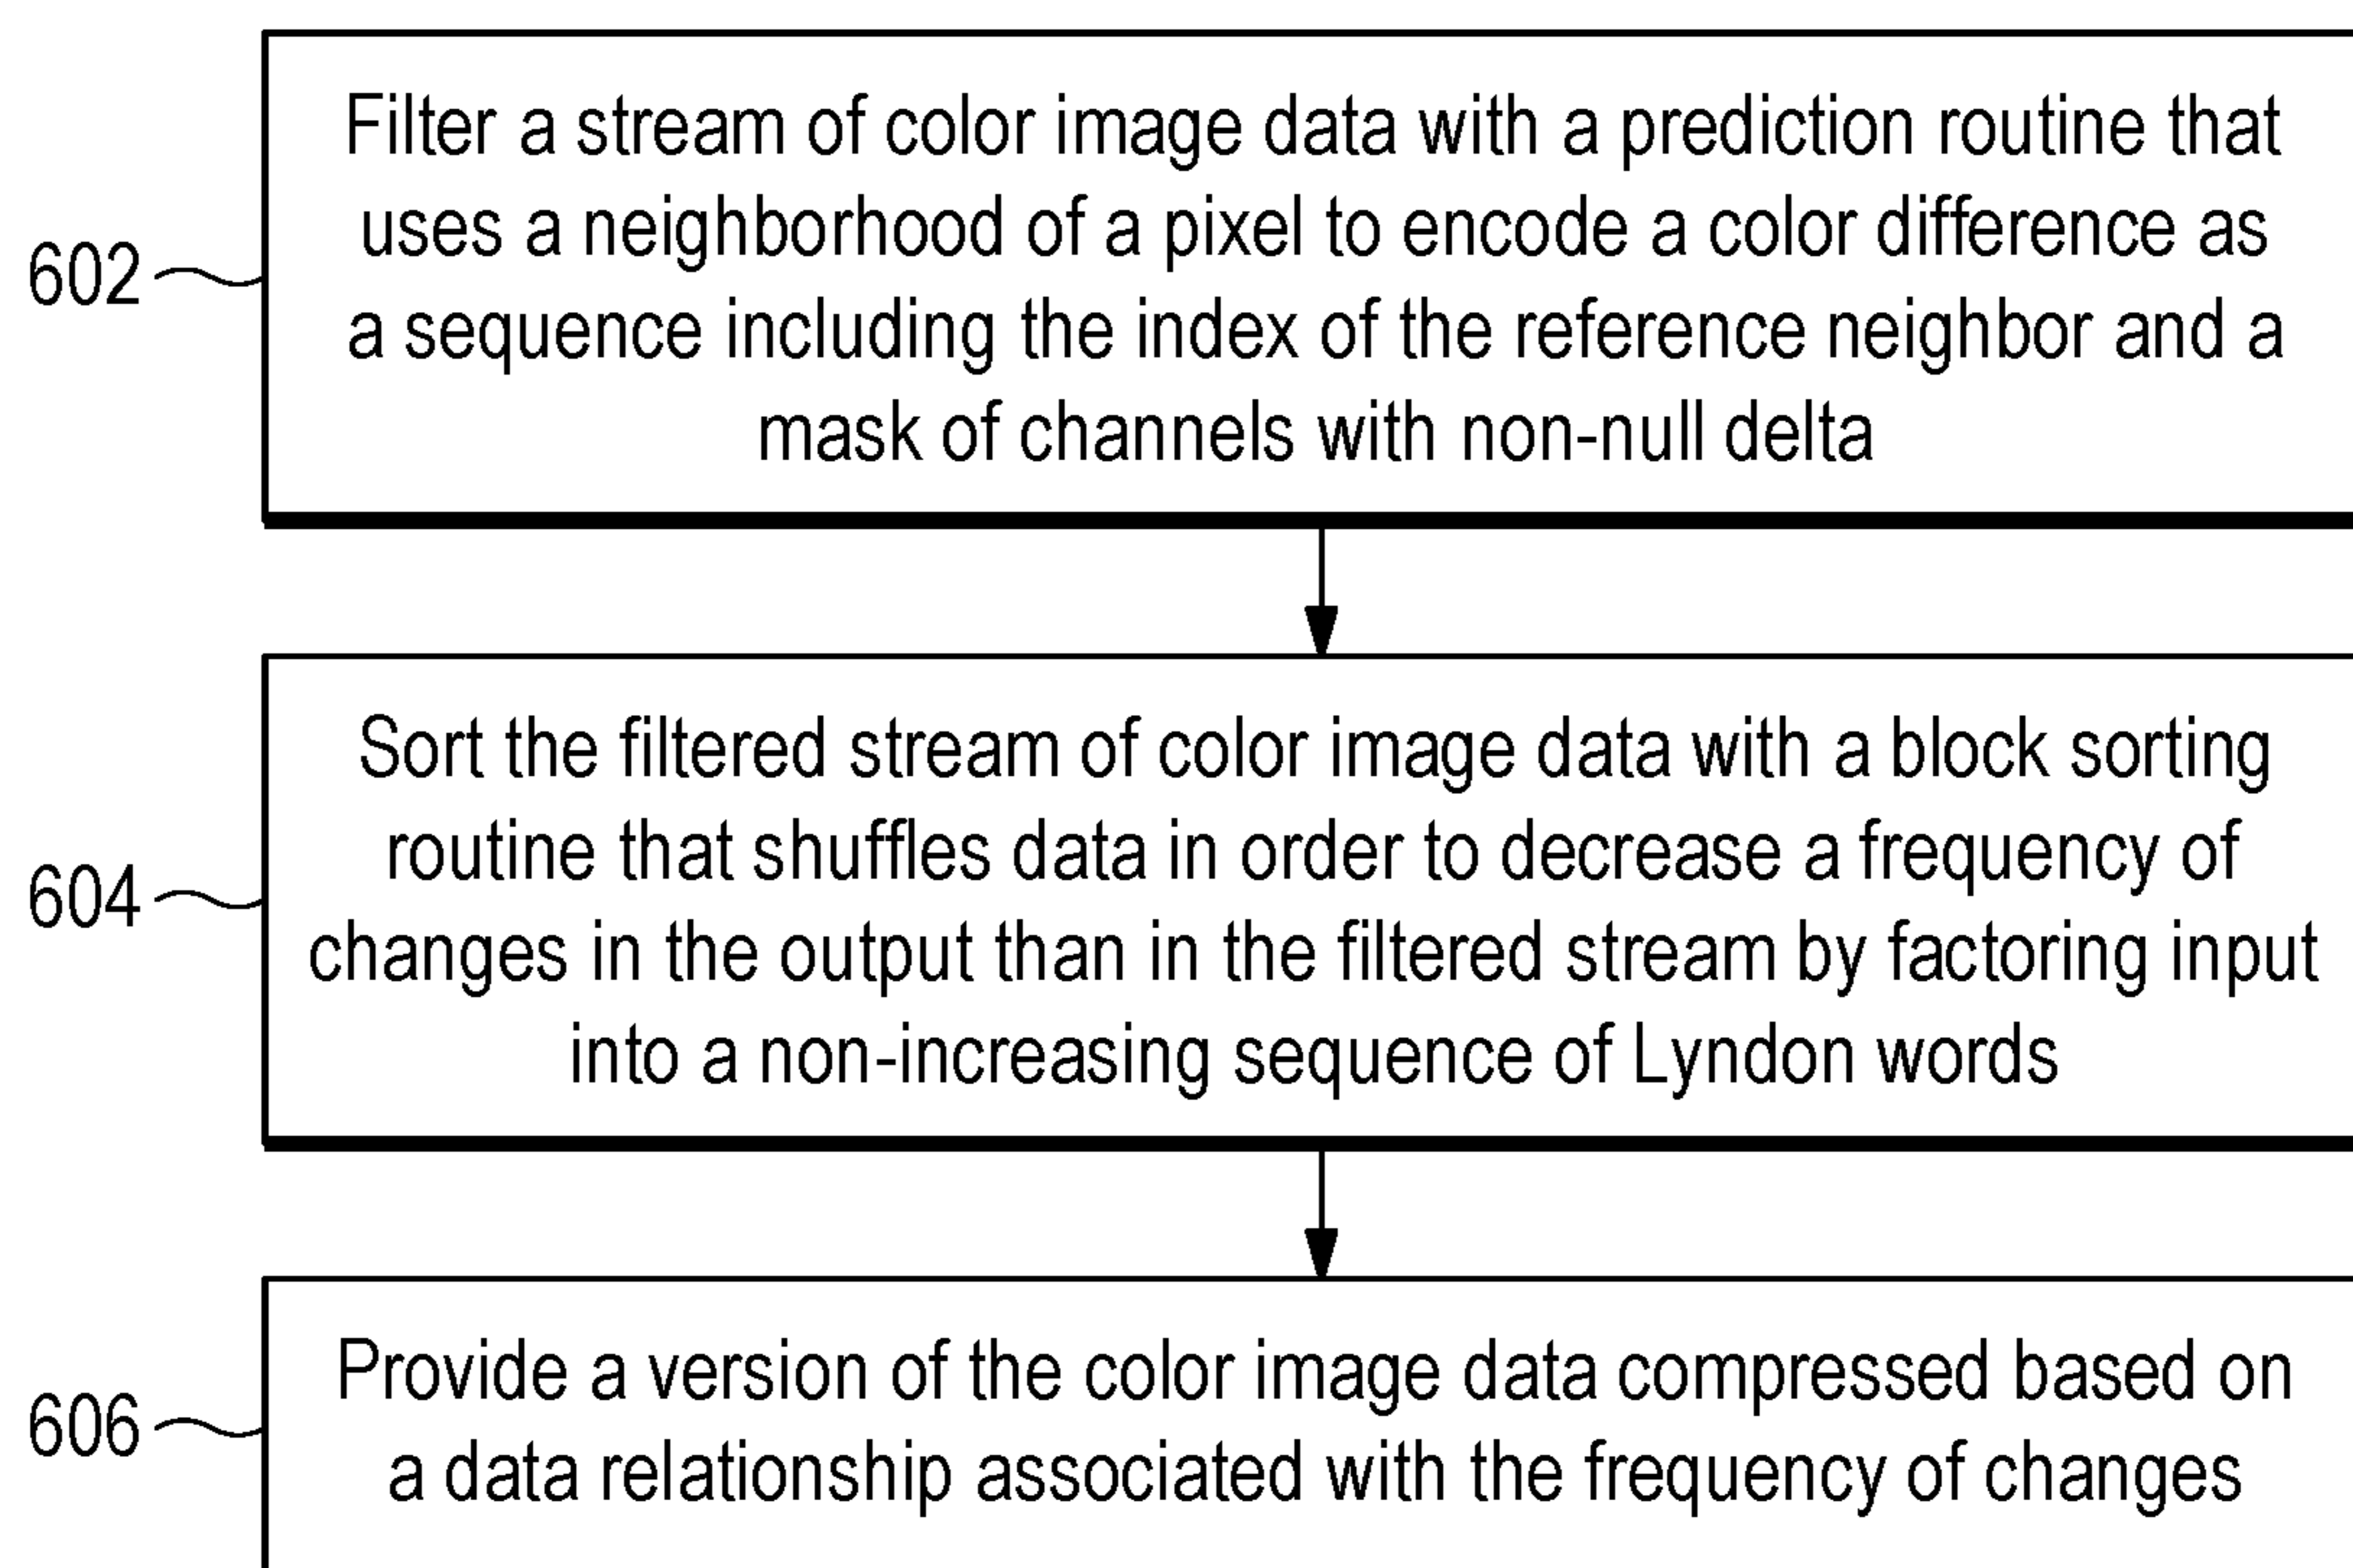 Filter a stream of color image data with a prediction routine that
uses a neighborhood of a pixel to encode a color difference as
602
a sequence including the index of the reference neighbor and a
mask of channels with non-null delta
Sort the filtered stream of color image data with a block sorting
routine that shuffles data in order to decrease a frequency of
604
changes in the output than in the filtered stream by factoring input
into a non-increasing sequence of Lyndon words
Provide a version of the color image data compressed based on
606
a data relationship associated with the frequency of changes